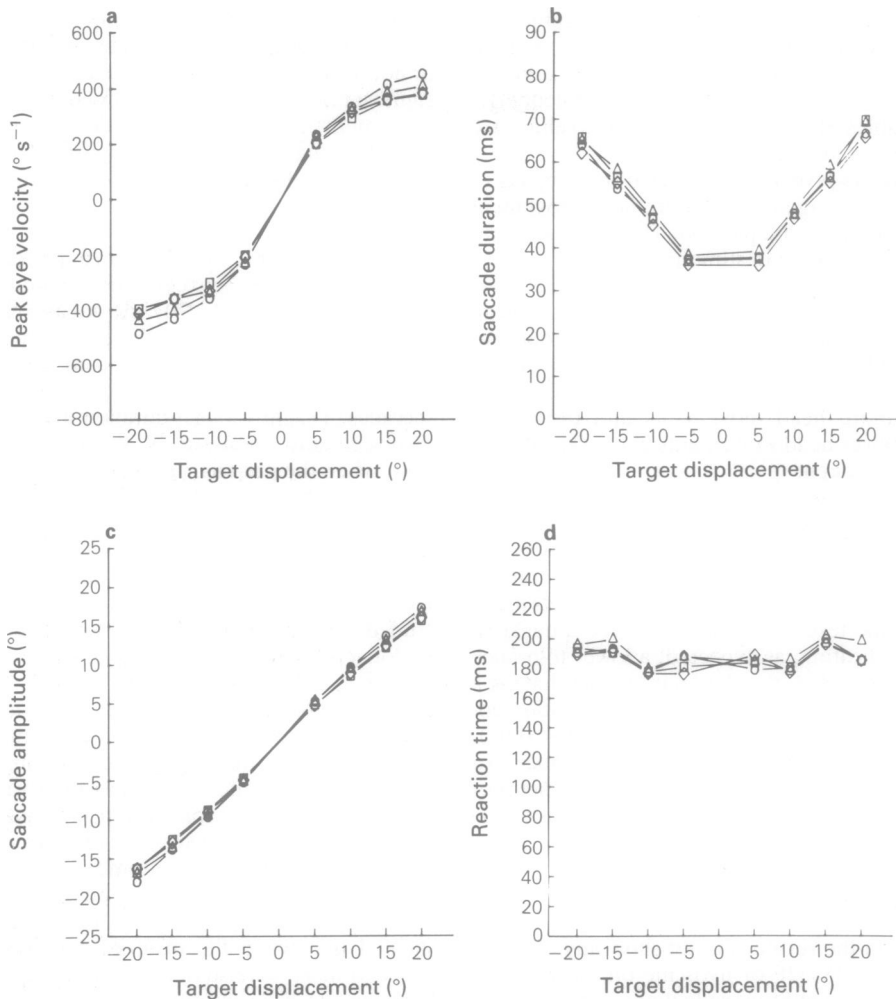 a
800
600
400
200
0
−200
−400
−600
−800
−20 −15 −10 −5 0 5 10 15 20
Peak eye velocity (° s⁻¹)
Target displacement (°)
b
90
80
70
60
50
40
30
20
10
0
−20 −15 −10 −5 0 5 10 15 20
Saccade duration (ms)
Target displacement (°)
c
25
20
15
10
5
0
−5
−10
−15
−20
−25
−20 −15 −10 −5 0 5 10 15 20
Saccade amplitude (°)
Target displacement (°)
d
260
240
220
200
180
160
140
120
100
80
60
40
20
0
−20 −15 −10 −5 0 5 10 15 20
Reaction time (ms)
Target displacement (°)